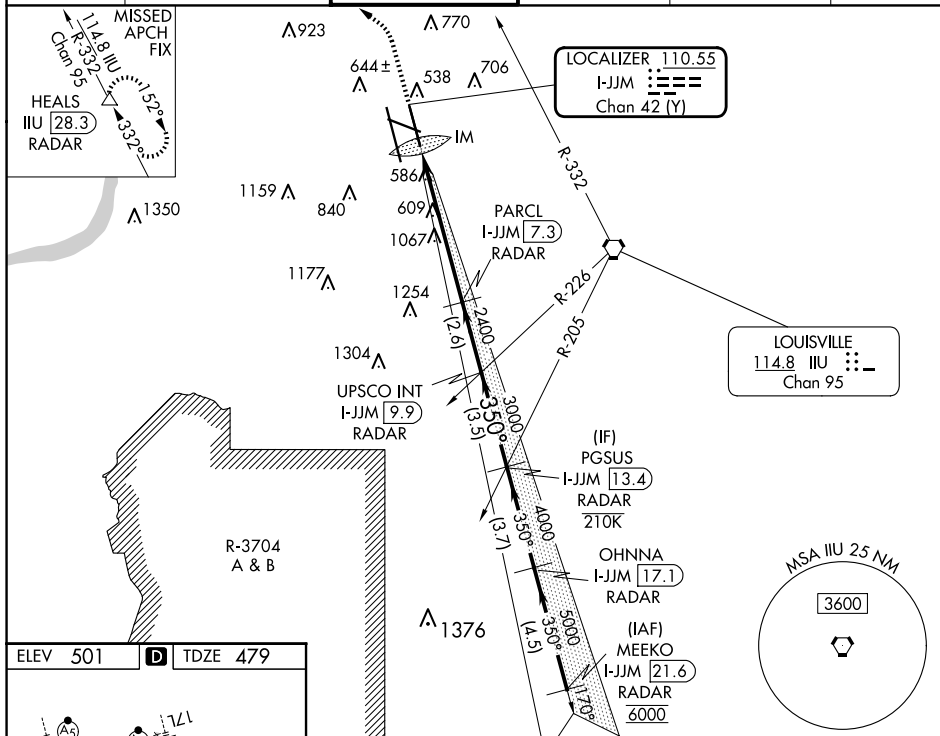 MISSED
APCH
FIX
114.8 IIU
R-332
Chan 95
HEALS
IIU 28.3
RADAR
152°
332°
923
770
644±
538
706
LOCALIZER 110.55
I-JJM
Chan 42 (Y)
IM
R-332
586
1159
840
609
1350
1067
PARCL
I-JJM 7.3
RADAR
1177
1254
2400
R-226
R-205
(2.6)
1304
LOUISVILLE
114.8 IIU
Chan 95
UPSCO INT
I-JJM 9.9
RADAR
350°
3000
(3.5)
(IF)
PGSUS
I-JJM 13.4
RADAR
210K
350°
4000
(3.7)
R-3704
A & B
OHNNA
I-JJM 17.1
RADAR
MSA IIU 25 NM
3600
1376
350°
5000
(4.5)
(IAF)
MEEKO
I-JJM 21.6
RADAR
6000
170°
ELEV 501
D
TDZE 479
A5
17L